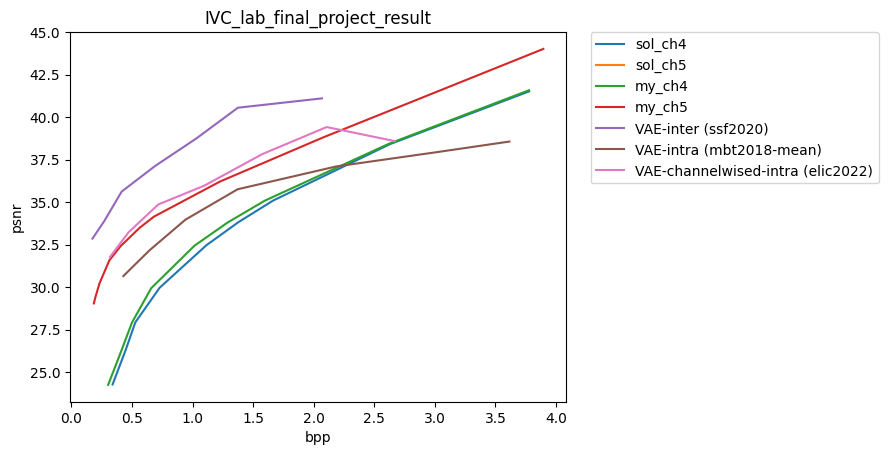 IVC_lab_final_project_result
45.0
42.5
40.0
37.5
35.0
32.5
30.0
27.5
25.0
psnr
0.0 0.5 1.0 1.5 2.0 2.5 3.0 3.5 4.0
bpp
sol_ch4
sol_ch5
my_ch4
my_ch5
VAE-inter (ssf2020)
VAE-intra (mbt2018-mean)
VAE-channelwised-intra (elic2022)